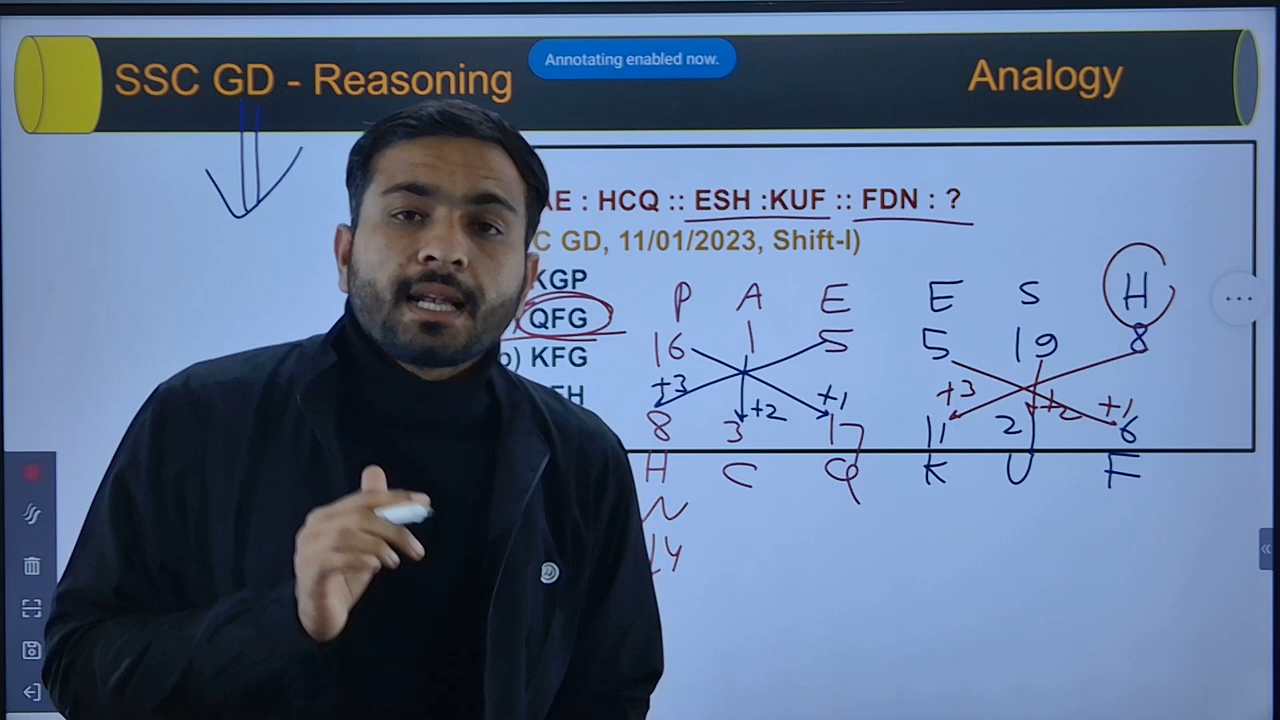 SSC GD - Reasoning
Annotating enabled now.
Analogy
AE : HCQ :: ESH :KUF :: FDN : ?
C GD, 11/01/2023, Shift-I)
KGP
QFG
KFG
P A E E S H
16 1 5 5 19 8
+3 +2 +1 +3 +2 +1
8 3 17 11 2 6
H C Q K U F
N
14